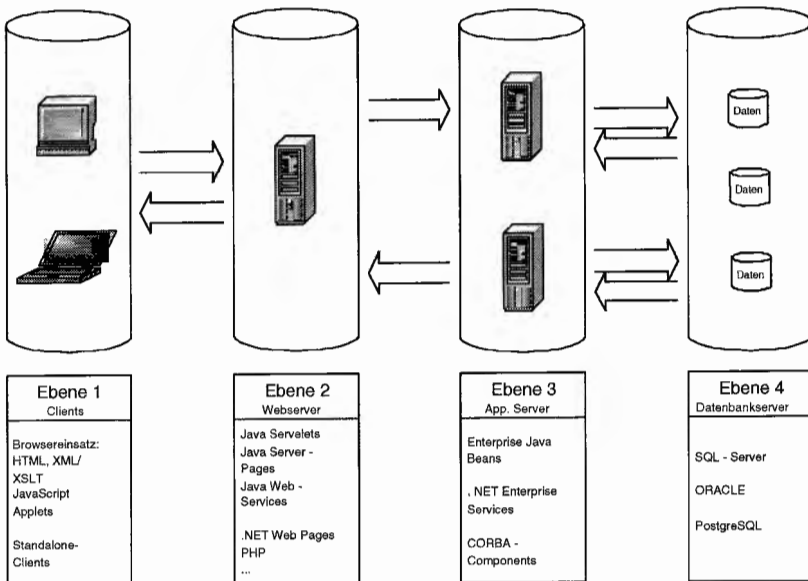 Daten
Daten
Daten
Ebene 1
Clients
Browsereinsatz:
HTML, XML/
XSLT
JavaScript
Applets
Standalone-
Clients
Ebene 2
Webserver
Java Servelets
Java Server -
Pages
Java Web -
Services
.NET Web Pages
PHP
...
Ebene 3
App. Server
Enterprise Java
Beans
. NET Enterprise
Services
CORBA -
Components
Ebene 4
Datenbankserver
SQL - Server
ORACLE
PostgreSQL